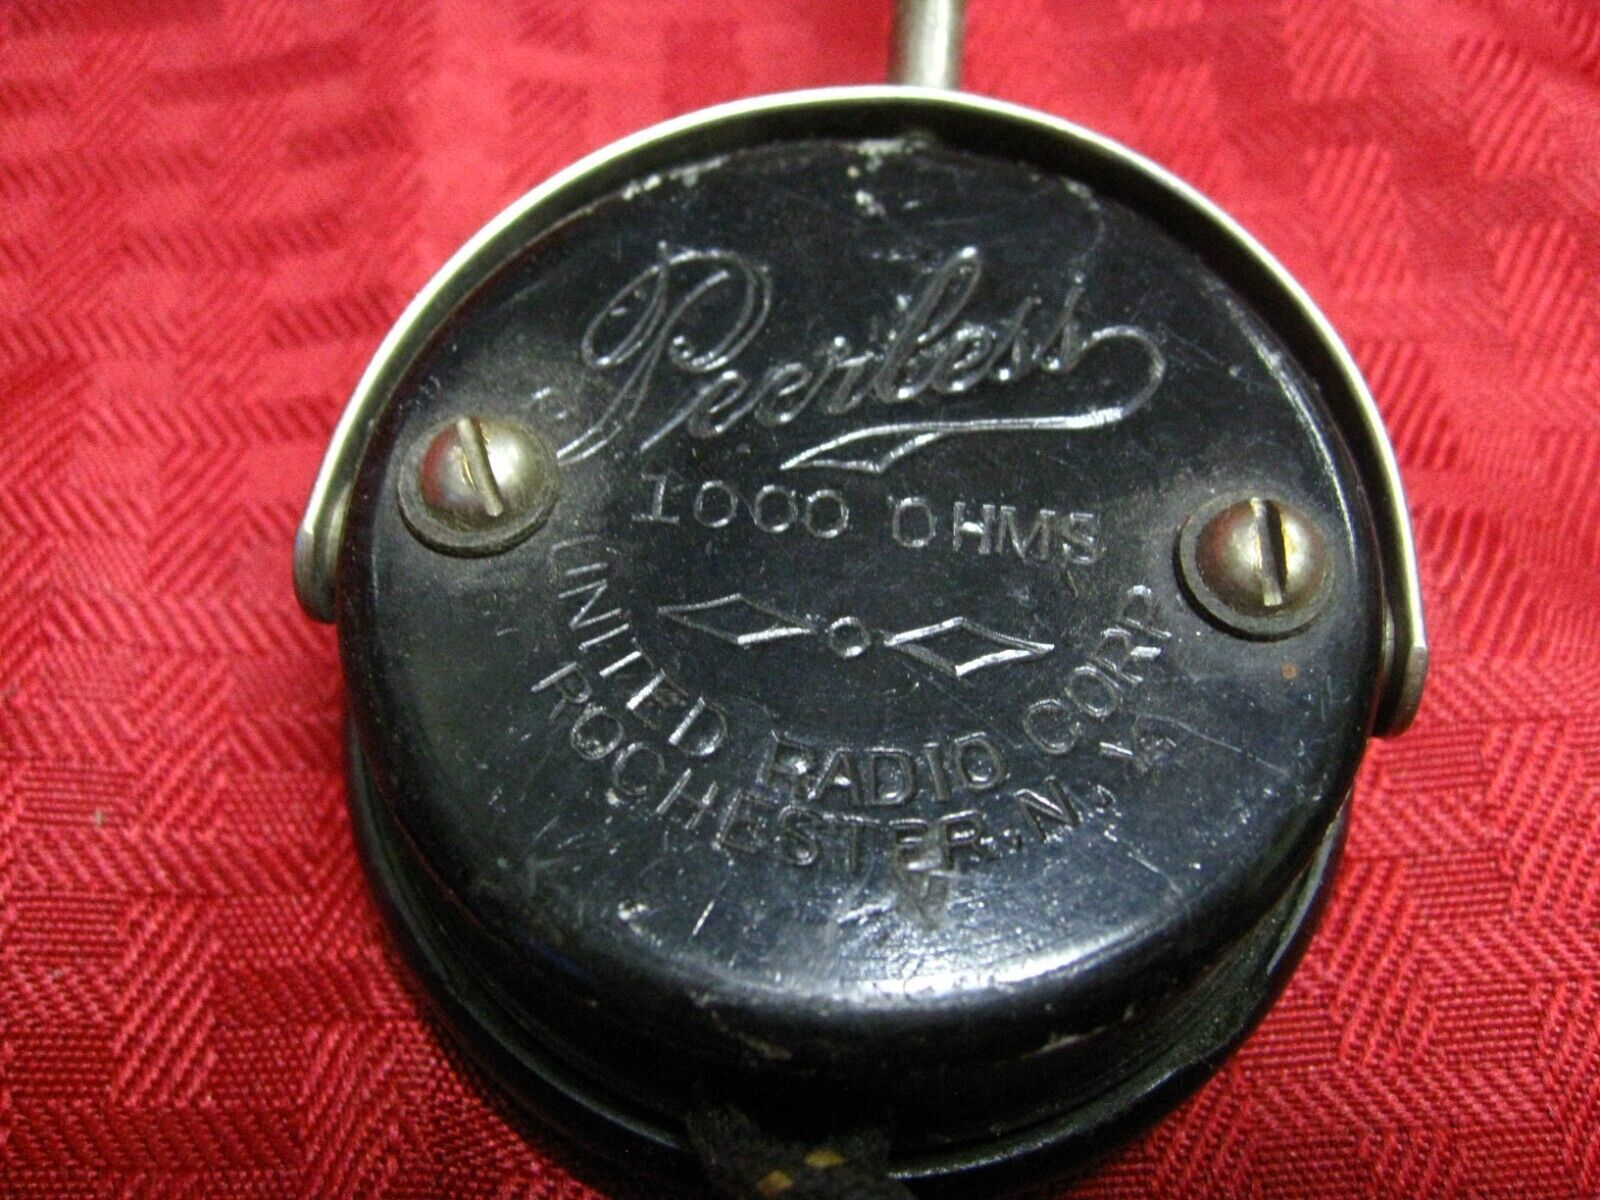 Peerless
1000 OHMS
UNITED RADIO CORP
ROCHESTER, N.Y.